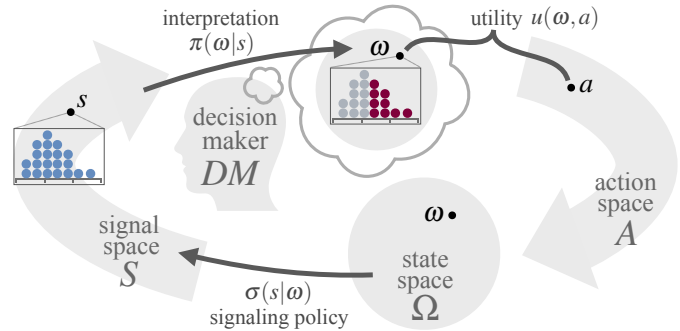 interpretation
π(ω|s)
utility u(ω,a)
ω
a
s
decision
maker
DM
action
space
A
ω
signal
space
S
state
space
Ω
σ(s|ω)
signaling policy